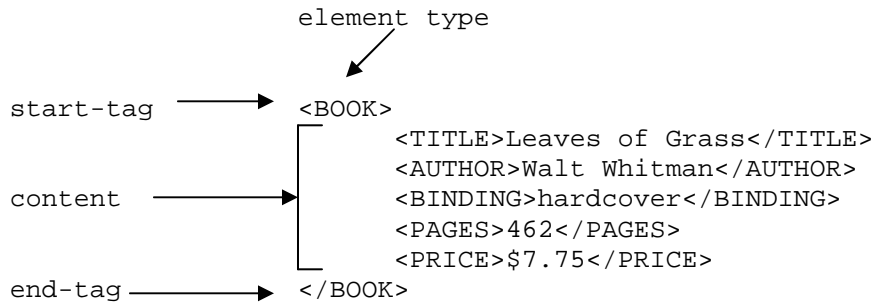 element type
start-tag <BOOK>
<TITLE>Leaves of Grass</TITLE>
<AUTHOR>Walt Whitman</AUTHOR>
content <BINDING>hardcover</BINDING>
<PAGES>462</PAGES>
<PRICE>$7.75</PRICE>
end-tag </BOOK>